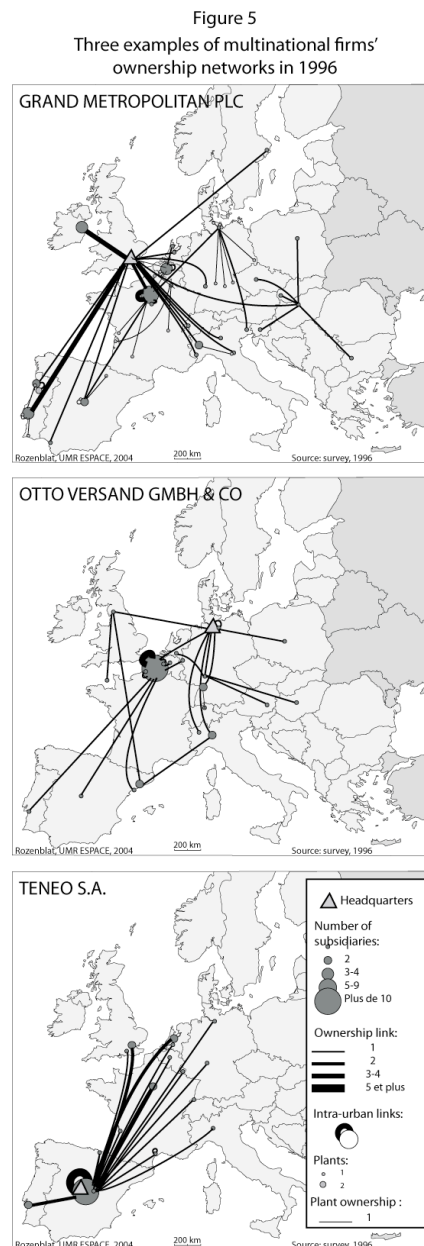 Figure 5
Three examples of multinational firms'
ownership networks in 1996
GRAND METROPOLITAN PLC
Rozenblat, UMR ESPACE, 2004
200 km
Source: survey, 1996
OTTO VERSAND GMBH & CO
Rozenblat, UMR ESPACE, 2004
200 km
Source: survey, 1996
TENEO S.A.
Headquarters
Number of
subsidiaries:
2
3-4
5-9
Plus de 10
Ownership link:
1
2
3-4
5 et plus
Intra-urban links:
Plants:
1
2
Plant ownership :
1
Rozenblat, UMR ESPACE, 2004
200 km
Source: survey, 1996